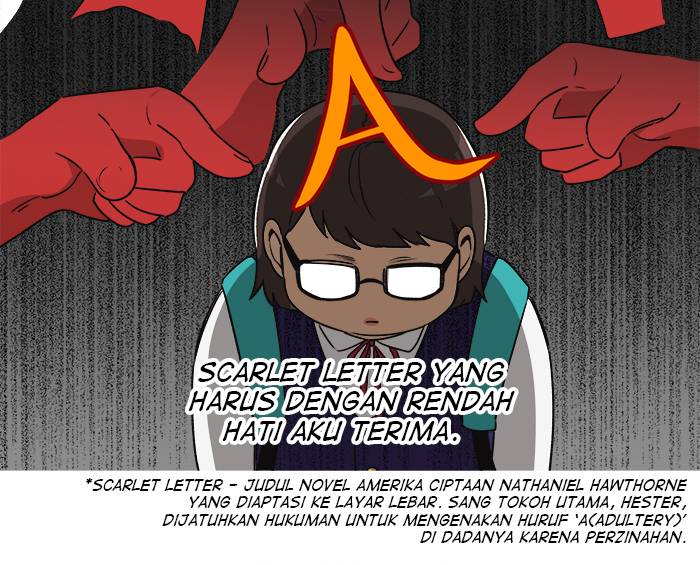 A
SCARLET LETTER YANG
HARUS DENGAN RENDAH
HATI AKU TERIMA.
*SCARLET LETTER – JUDUL NOVEL AMERIKA CIPTAAN NATHANIEL HAWTHORNE
YANG DIAPTASI KE LAYAR LEBAR. SANG TOKOH UTAMA, HESTER,
DIJATUHKAN HUKUMAN UNTUK MENGENAKAN HURUF 'A(ADULTERY)'
DI DADANYA KARENA PERZINAHAN.